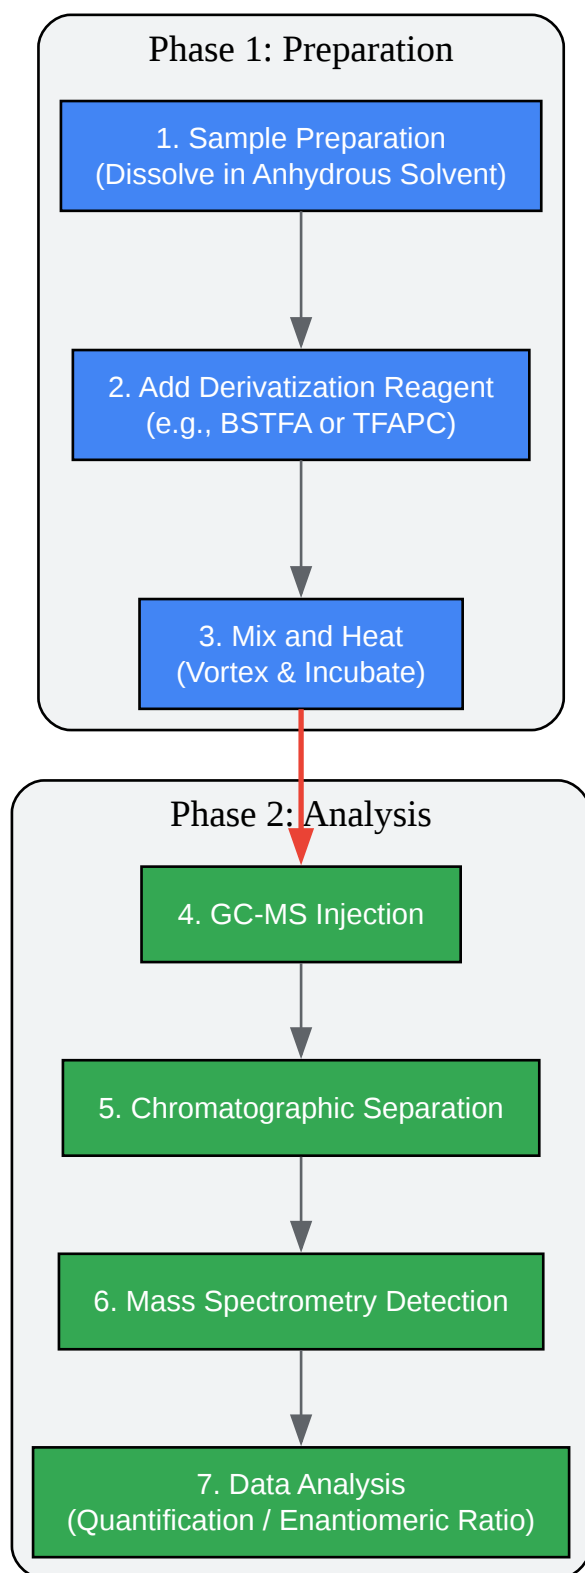 Phase 1: Preparation
1. Sample Preparation
(Dissolve in Anhydrous Solvent)
2. Add Derivatization Reagent
(e.g., BSTFA or TFAPC)
3. Mix and Heat
(Vortex & Incubate)
Phase 2: Analysis
4. GC-MS Injection
5. Chromatographic Separation
6. Mass Spectrometry Detection
7. Data Analysis
(Quantification / Enantiomeric Ratio)